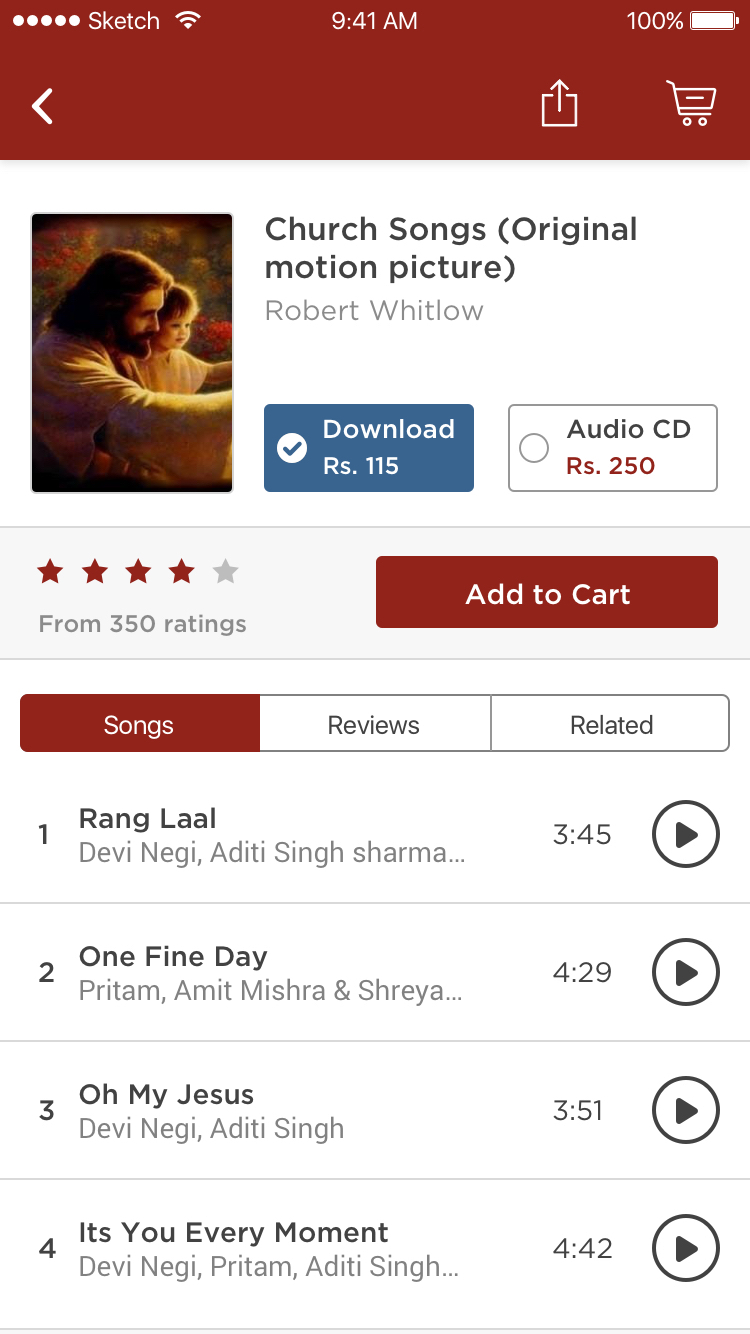 Sketch 9:41 AM 100%
Church Songs (Original
motion picture)
Robert Whitlow
Download
Rs. 115
Audio CD
Rs. 250
From 350 ratings
Add to Cart
Songs Reviews Related
1 Rang Laal 3:45
Devi Negi, Aditi Singh sharma...
2 One Fine Day 4:29
Pritam, Amit Mishra & Shreya...
3 Oh My Jesus 3:51
Devi Negi, Aditi Singh
4 Its You Every Moment 4:42
Devi Negi, Pritam, Aditi Singh...